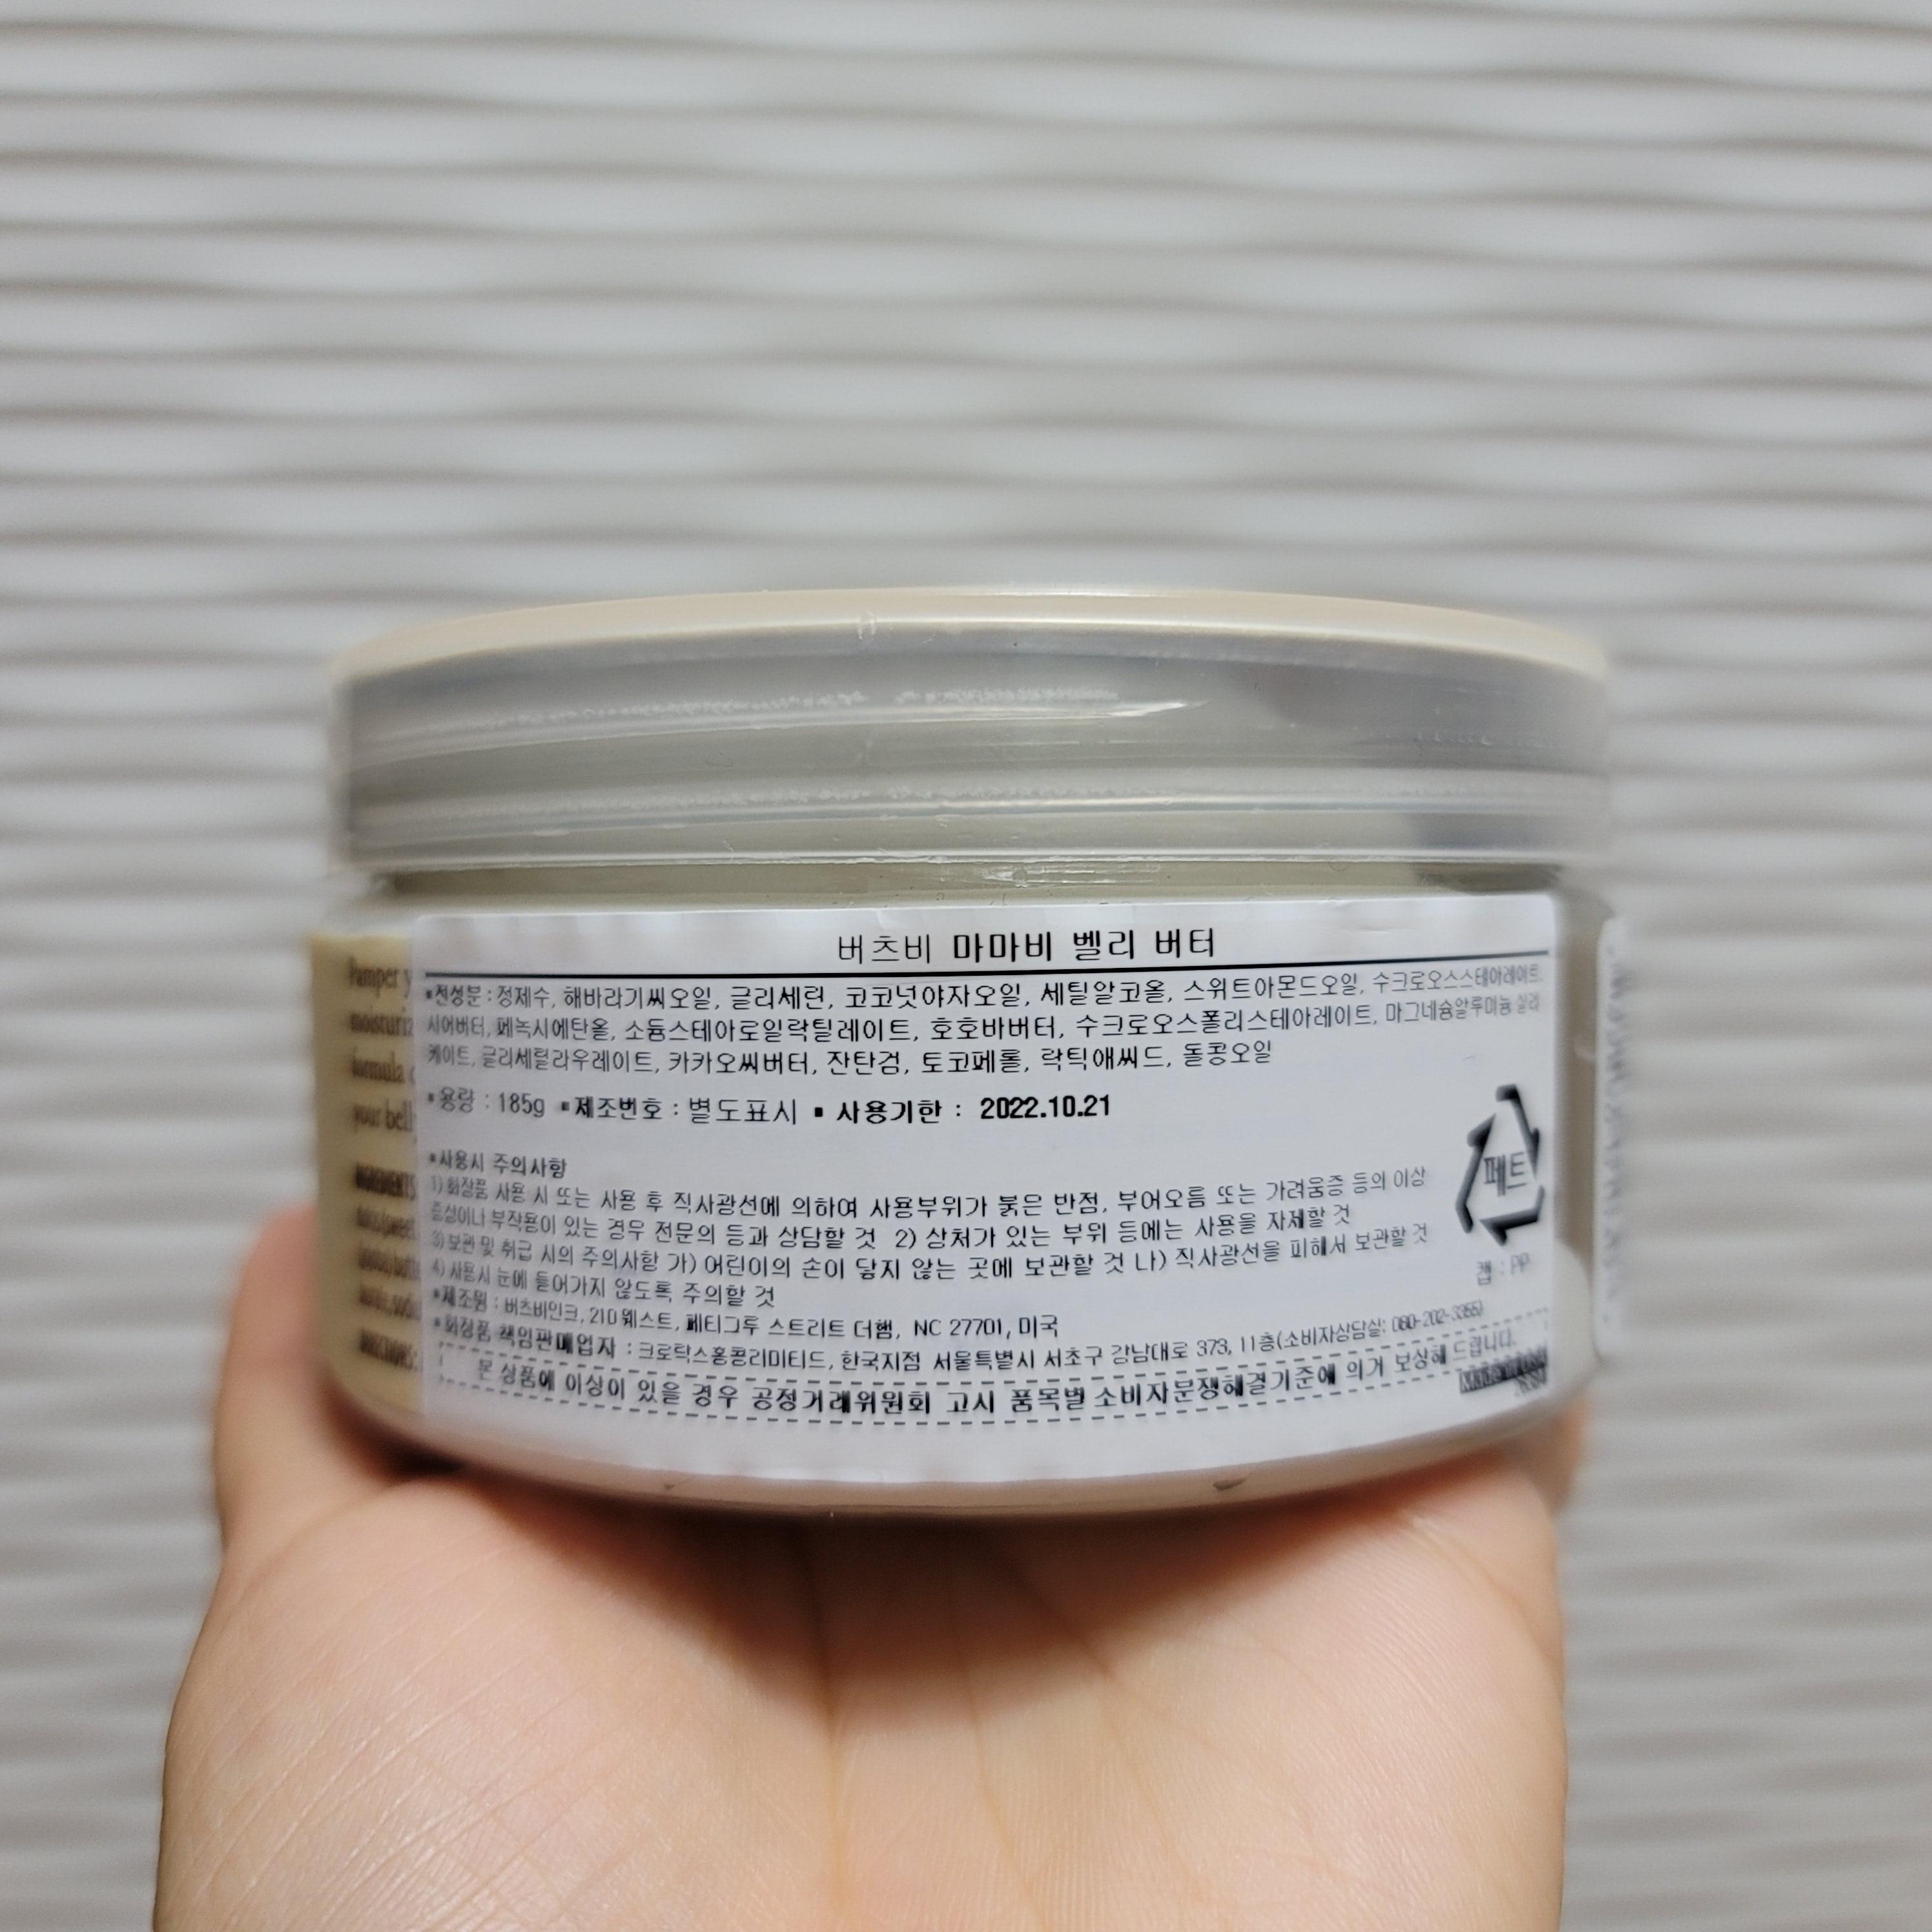 버츠비 마마비 벨리 버터
▪전성분 : 정제수, 해바라기씨오일, 글리세린, 코코넛야자오일, 세틸알코올, 스위트아몬드오일, 수크로오스스테아레이트,
시어버터, 페녹시에탄올, 소듐스테아로일락틸레이트, 호호바버터, 수크로오스폴리스테아레이트, 마그네슘알루미늄실리
케이트, 글리세릴라우레이트, 카카오씨버터, 잔탄검, 토코페롤, 락틱애씨드, 돌콩오일
▪용량 : 185g ▪제조번호 : 별도표시 ▪ 사용기한 : 2022.10.21
▪사용시 주의사항
1) 화장품 사용 시 또는 사용 후 직사광선에 의하여 사용부위가 붉은 반점, 부어오름 또는 가려움증 등의 이상
증상이나 부작용이 있는 경우 전문의 등과 상담할 것 2) 상처가 있는 부위 등에는 사용을 자제할 것
3) 보관 및 취급 시의 주의사항 가) 어린이의 손이 닿지 않는 곳에 보관할 것 나) 직사광선을 피해서 보관할 것
4) 사용시 눈에 들어가지 않도록 주의할 것
▪제조원 : 버츠비인크, 210 웨스트, 페티그루 스트리트 더햄, NC 27701, 미국
▪화장품 책임판매업자 : 크로락스홍콩리미티드, 한국지점 서울특별시 서초구 강남대로 373, 11층(소비자상담실: 080-202-3355)
본 상품에 이상이 있을 경우 공정거래위원회 고시 품목별 소비자분쟁해결기준에 의거 보상해 드립니다.
페트
캡 : PP
Pamper y
moisturiz
formula
your bell
INGREDIENTS
DIRECTIONS: